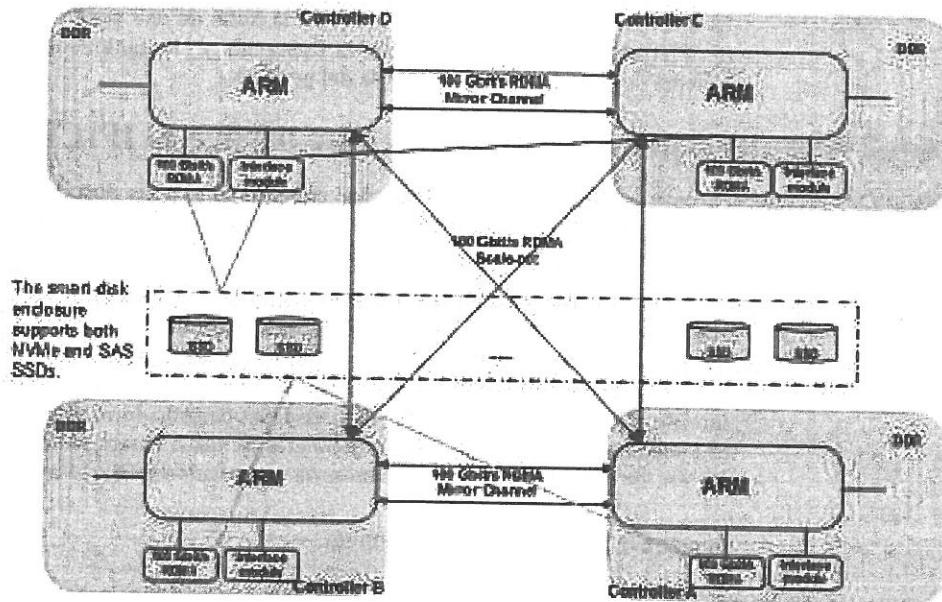 Controller D
Controller C
DDR
DDR
ARM
100 Gbit/s RDMA
Mirror Channel
ARM
100 Gbit/s
RDMA
Interface
module
100 Gbit/s
RDMA
Interface
module
100 Gbit/s RDMA
Scale-out
The smart disk
enclosure
supports both
NVMe and SAS
SSDs.
SSD
SSD
SSD
SSD
DDR
DDR
ARM
100 Gbit/s RDMA
Mirror Channel
ARM
100 Gbit/s
RDMA
Interface
module
100 Gbit/s
RDMA
Interface
module
Controller B
Controller A